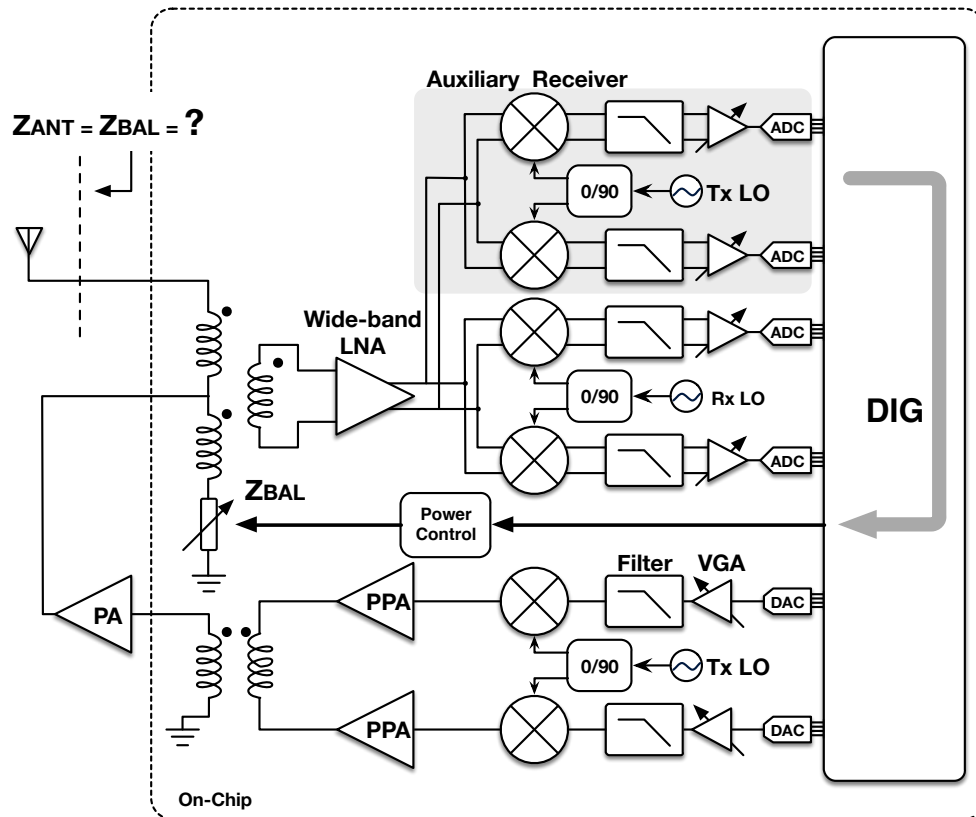 Auxiliary Receiver
ZANT = ZBAL = ?
ADC
0/90
Tx LO
ADC
Wide-band
LNA
ADC
0/90
Rx LO
DIG
ADC
ZBAL
Power
Control
Filter
VGA
PA
PPA
DAC
0/90
Tx LO
PPA
DAC
On-Chip